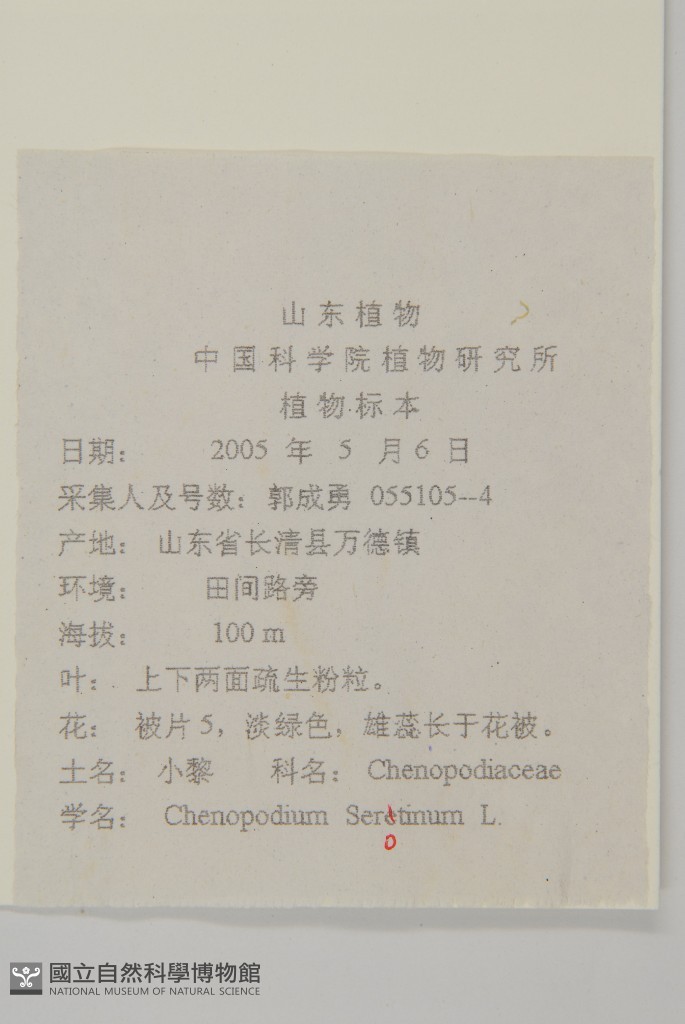 山东植物
中国科学院植物研究所
植物标本
日期： 2005 年 5 月 6 日
采集人及号数：郭成勇 055105--4
产地： 山东省长清县万德镇
环境： 田间路旁
海拔： 100 m
叶： 上下两面疏生粉粒。
花： 被片 5，淡绿色，雄蕊长于花被。
土名： 小黎 科名： Chenopodiaceae
学名： Chenopodium Seretinum L.
o
國立自然科學博物館
NATIONAL MUSEUM OF NATURAL SCIENCE